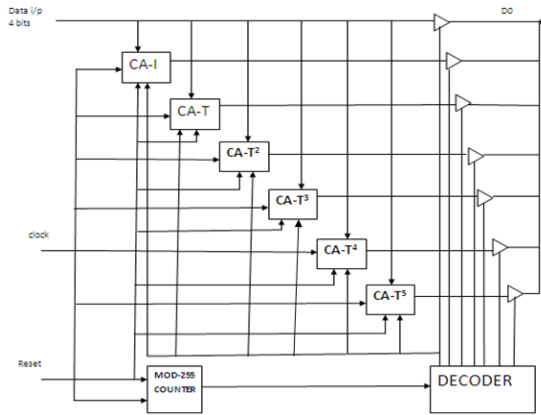 Data i/p
4 bits
D0
CA-I
CA-T
CA-T²
CA-T³
CA-T⁴
CA-T⁵
clock
Reset
MOD-255
COUNTER
DECODER